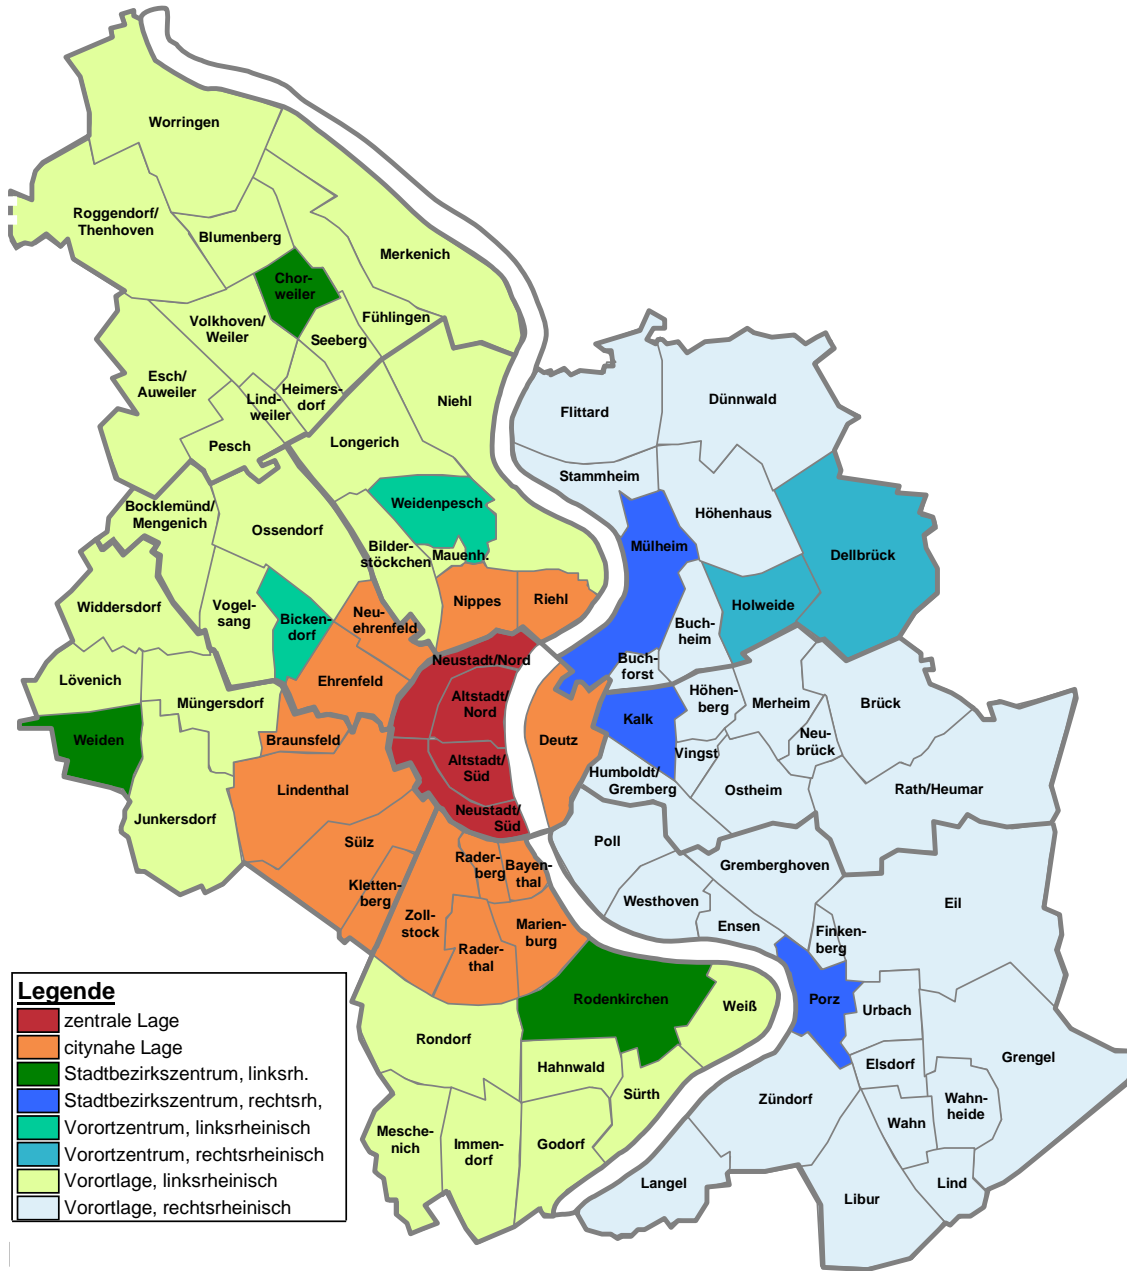 Worringen
Roggendorf/
Thenhoven
Blumenberg
Merkenich
Chor-
weiler
Volkhoven/
Weiler
Fühlingen
Seeberg
Esch/
Auweiler
Heimers-
dorf
Lind-
weiler
Pesch
Niehl
Longerich
Flittard
Dünnwald
Stammheim
Weidenpesch
Bocklemünd/
Mengenich
Ossendorf
Höhenhaus
Mülheim
Dellbrück
Bilder-
stöckchen
Mauenh.
Widdersdorf
Vogel-
sang
Bicken-
dorf
Neu-
ehrenfeld
Nippes
Riehl
Holweide
Buch-
heim
Neustadt/Nord
Buch-
forst
Lövenich
Müngersdorf
Ehrenfeld
Altstadt/
Nord
Höhen-
berg
Merheim
Brück
Weiden
Braunsfeld
Deutz
Kalk
Vingst
Neu-
brück
Altstadt/
Süd
Humboldt/
Gremberg
Ostheim
Rath/Heumar
Lindenthal
Junkersdorf
Neustadt/
Süd
Sülz
Poll
Rader-
berg
Bayen-
thal
Gremberghoven
Kletten-
berg
Westhoven
Eil
Zoll-
stock
Marien-
burg
Ensen
Finken-
berg
Rader-
thal
Rodenkirchen
Weiß
Porz
Urbach
Rondorf
Hahnwald
Elsdorf
Grengel
Sürth
Zündorf
Wahn-
heide
Wahn
Mesche-
nich
Immen-
dorf
Godorf
Langel
Libur
Lind
Legende
zentrale Lage
citynahe Lage
Stadtbezirkszentrum, linksrh.
Stadtbezirkszentrum, rechtsrh,
Vorortzentrum, linksrheinisch
Vorortzentrum, rechtsrheinisch
Vorortlage, linksrheinisch
Vorortlage, rechtsrheinisch